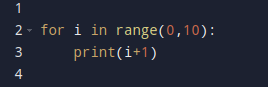 1
2 for i in range(0,10):
3     print(i+1)
4